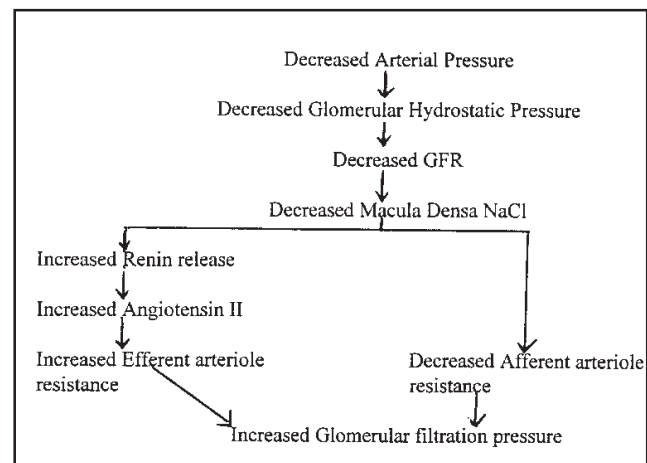 Decreased Arterial Pressure
Decreased Glomerular Hydrostatic Pressure
Decreased GFR
Decreased Macula Densa NaCl
Increased Renin release
Increased Angiotensin II
Increased Efferent arteriole
resistance
Decreased Afferent arteriole
resistance
Increased Glomerular filtration pressure